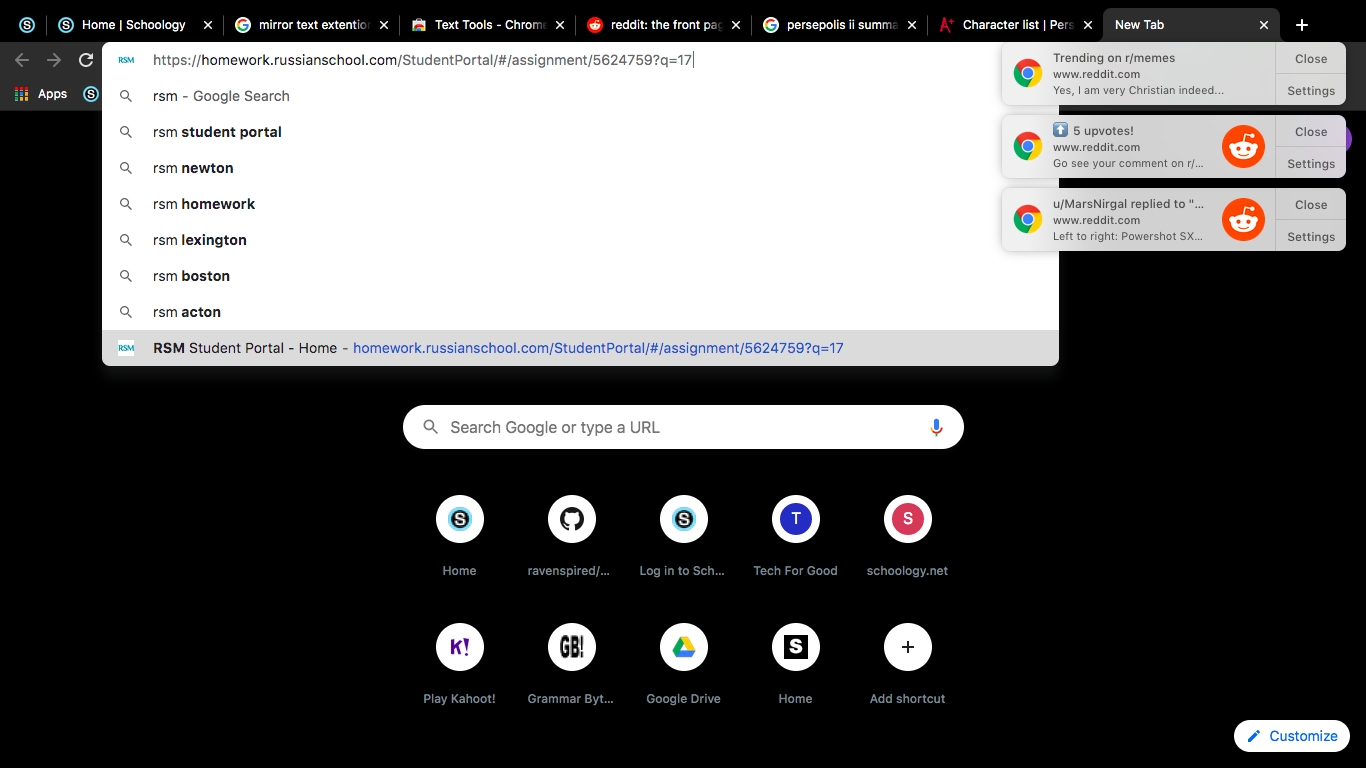 Home | Schoology
mirror text extention
Text Tools - Chrome
reddit: the front pag
persepolis ii summa
Character list | Pers
New Tab
https://homework.russianschool.com/StudentPortal/#/assignment/5624759?q=17
Apps
rsm - Google Search
rsm student portal
rsm newton
rsm homework
rsm lexington
rsm boston
rsm acton
RSM Student Portal - Home - homework.russianschool.com/StudentPortal/#/assignment/5624759?q=17
Trending on r/memes
www.reddit.com
Yes, I am very Christian indeed...
Close
Settings
⬆️ 5 upvotes!
www.reddit.com
Go see your comment on r/...
Close
Settings
u/MarsNirgal replied to "...
www.reddit.com
Left to right: Powershot SX...
Close
Settings
Search Google or type a URL
Home
ravenspired/...
Log in to Sch...
Tech For Good
schoology.net
Play Kahoot!
Grammar Byt...
Google Drive
Home
Add shortcut
Customize